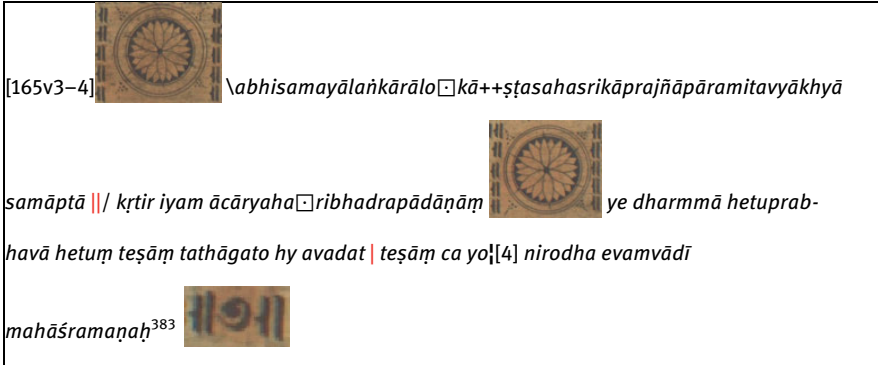 [165v3–4] \abhisamayālaṅkārālo⊡kā++ṣṭasahasrikāprajñāpāramitavyākhyā
samāptā ||/ kṛtir iyam ācāryaha⊡ribhadrapādāṇāṃ ye dharmmā hetuprab-
havā hetuṃ teṣāṃ tathāgato hy avadat | teṣāṃ ca yo¦[4] nirodha evamvādī
mahāśramaṇaḥ383